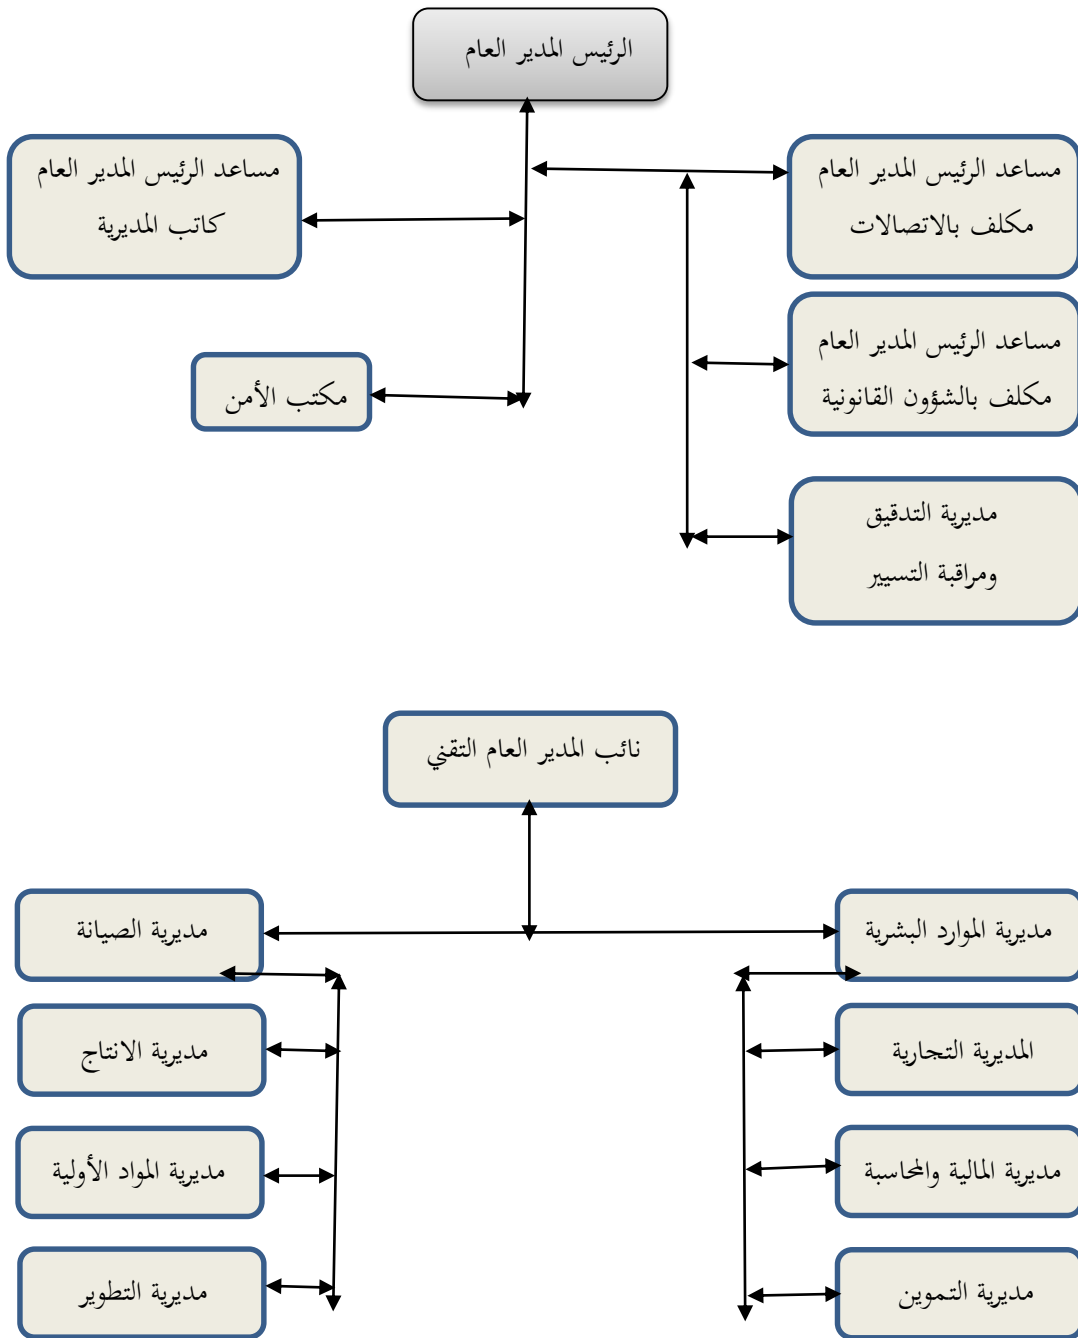 الرئيس المدير العام
مساعد الرئيس المدير العام
مكلف بالاتصالات
مساعد الرئيس المدير العام
كاتب المديرية
مساعد الرئيس المدير العام
مكلف بالشؤون القانونية
مكتب الأمن
مديرية التدقيق
ومراقبة التسيير
نائب المدير العام التقني
مديرية الموارد البشرية
مديرية الصيانة
المديرية التجارية
مديرية الانتاج
مديرية المالية والمحاسبة
مديرية المواد الأولية
مديرية التموين
مديرية التطوير